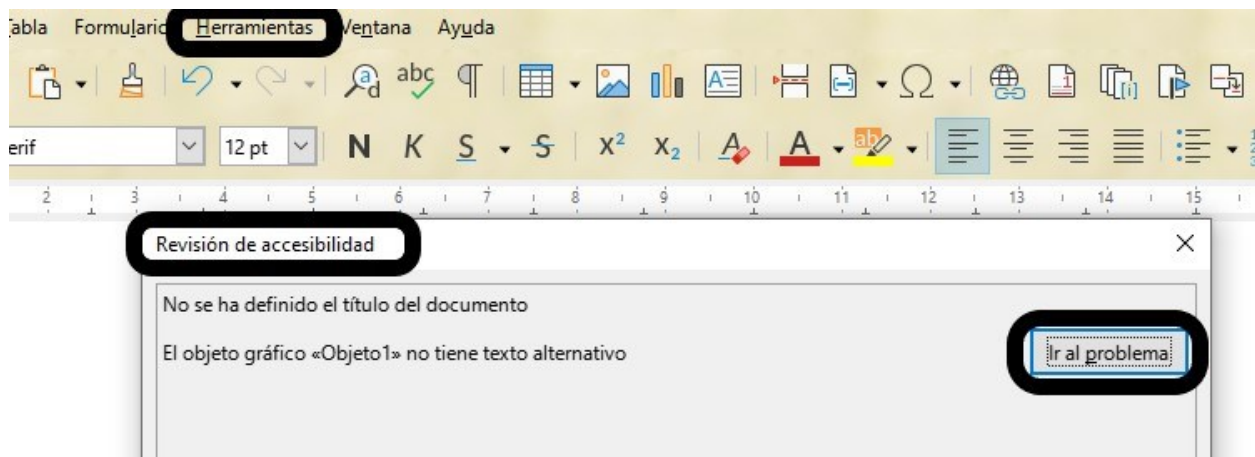 Tabla Formulario Herramientas Ventana Ayuda
erif 12 pt N K S S X² X₂ A A ab
2 3 4 5 6 7 8 9 10 11 12 13 14 15
Revisión de accesibilidad
No se ha definido el título del documento
El objeto gráfico «Objeto1» no tiene texto alternativo Ir al problema